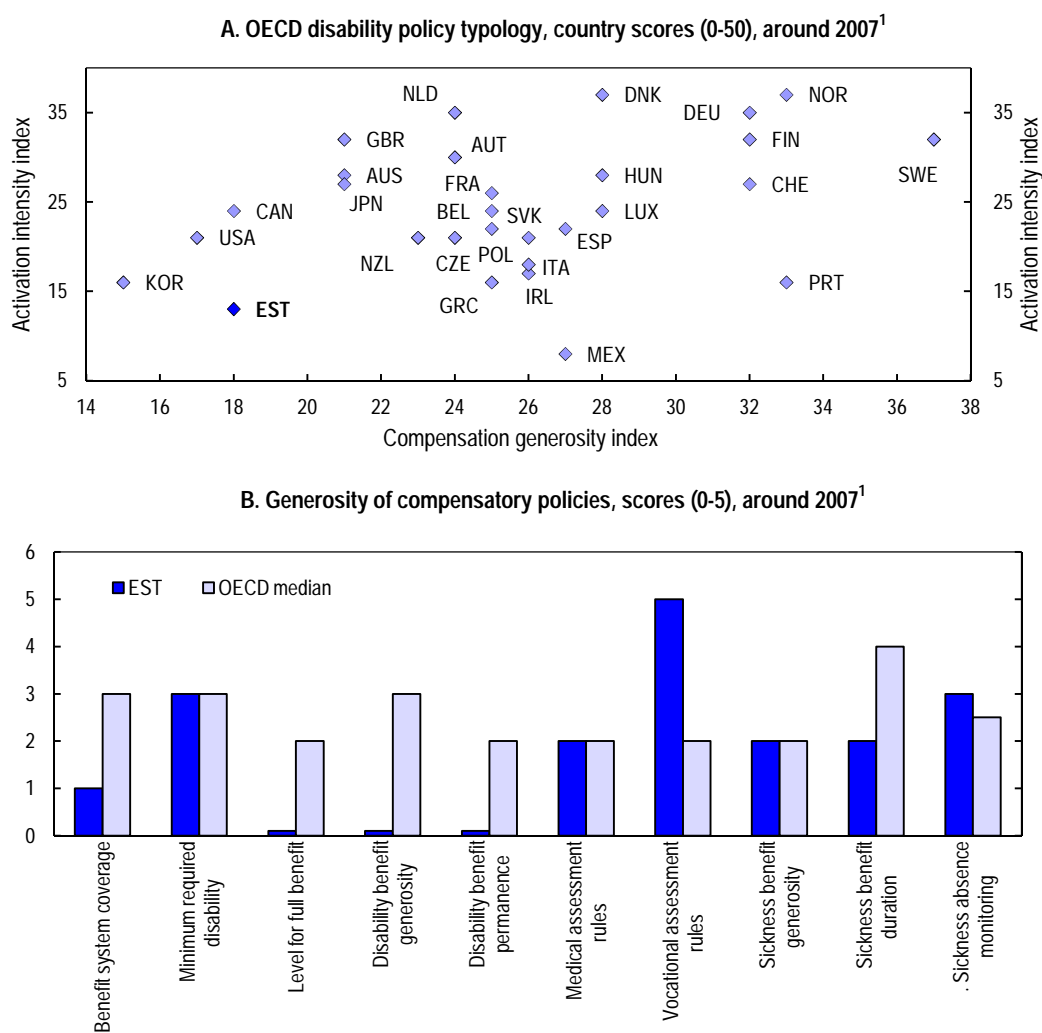 A. OECD disability policy typology, country scores (0-50), around 2007¹
Activation intensity index
Activation intensity index
35
25
15
5
35
25
15
5
NLD
DNK
NOR
DEU
GBR
AUT
FIN
SWE
AUS
FRA
HUN
CHE
JPN
CAN
BEL
SVK
LUX
USA
ESP
NZL
CZE
POL
ITA
KOR
GRC
IRL
PRT
EST
MEX
14 16 18 20 22 24 26 28 30 32 34 36 38
Compensation generosity index
B. Generosity of compensatory policies, scores (0-5), around 2007¹
6
5
4
3
2
1
0
EST
OECD median
Benefit system coverage
Minimum required
disability
Level for full benefit
Disability benefit
generosity
Disability benefit
permanence
Medical assessment
rules
Vocational assessment
rules
Sickness benefit
generosity
Sickness benefit
duration
. Sickness absence
monitoring